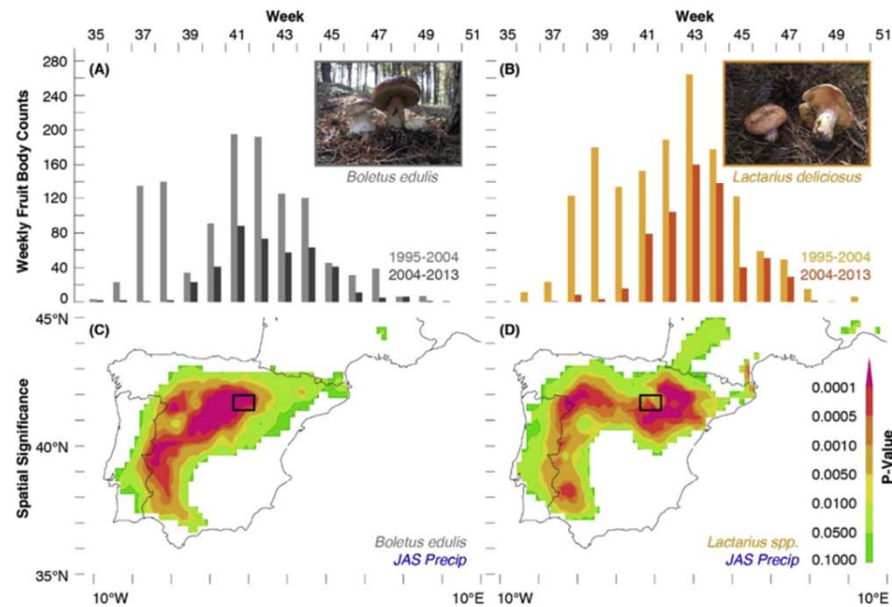 Week Week
35 37 39 41 43 45 47 49 51 35 37 39 41 43 45 47 49 51
(A) (B)
Weekly Fruit Body Counts
280
240
200
160
120
80
40
0
Boletus edulis Lactarius deliciosus
1995-2004 1995-2004
2004-2013 2004-2013
Spatial Significance
45°N
40°N
35°N
(C) (D)
0.0001
0.0005
0.0010
0.0050
0.0100
0.0500
0.1000
P-Value
Boletus edulis Lactarius spp.
JAS Precip JAS Precip
10°W 10°E 10°W 10°E